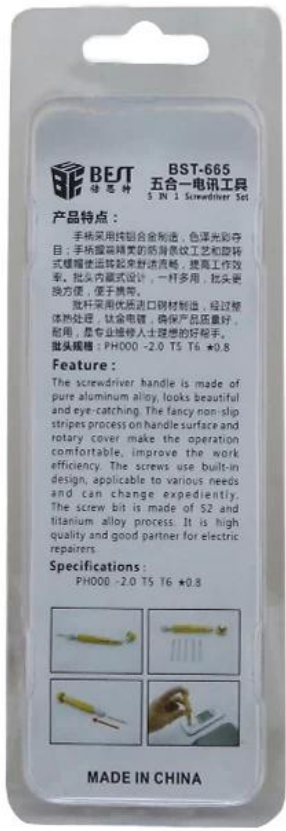 BEST
倍思特
BST-665
五合一电讯工具
5 IN 1 Screwdriver Set
产品特点：
手柄采用纯铝合金制造，色泽光彩夺
目；手柄握装精美的防滑条纹工艺和旋转
式樽帽使运转起来舒适流畅，提高工作效
率。批头内藏式设计，一杆多用，批头更
换方便，便于携带。
批杆采用优质进口钢材制造，经过整
体热处理，钛金电镀，确保产品质量好，
耐用，是专业维修人士理想的好帮手。
批头规格：PH000 -2.0 T5 T6 ★0.8
Feature :
The screwdriver handle is made of
pure aluminum alloy, looks beautiful
and eye-catching. The fancy non-slip
stripes process on handle surface and
rotary cover make the operation
comfortable, improve the work
efficiency. The screws use built-in
design, applicable to various needs
and can change expediently.
The screw bit is made of S2 and
titanium alloy process. It is high
quality and good partner for electric
repairers.
Specifications :
PH000 -2.0 T5 T6 ★0.8
MADE IN CHINA